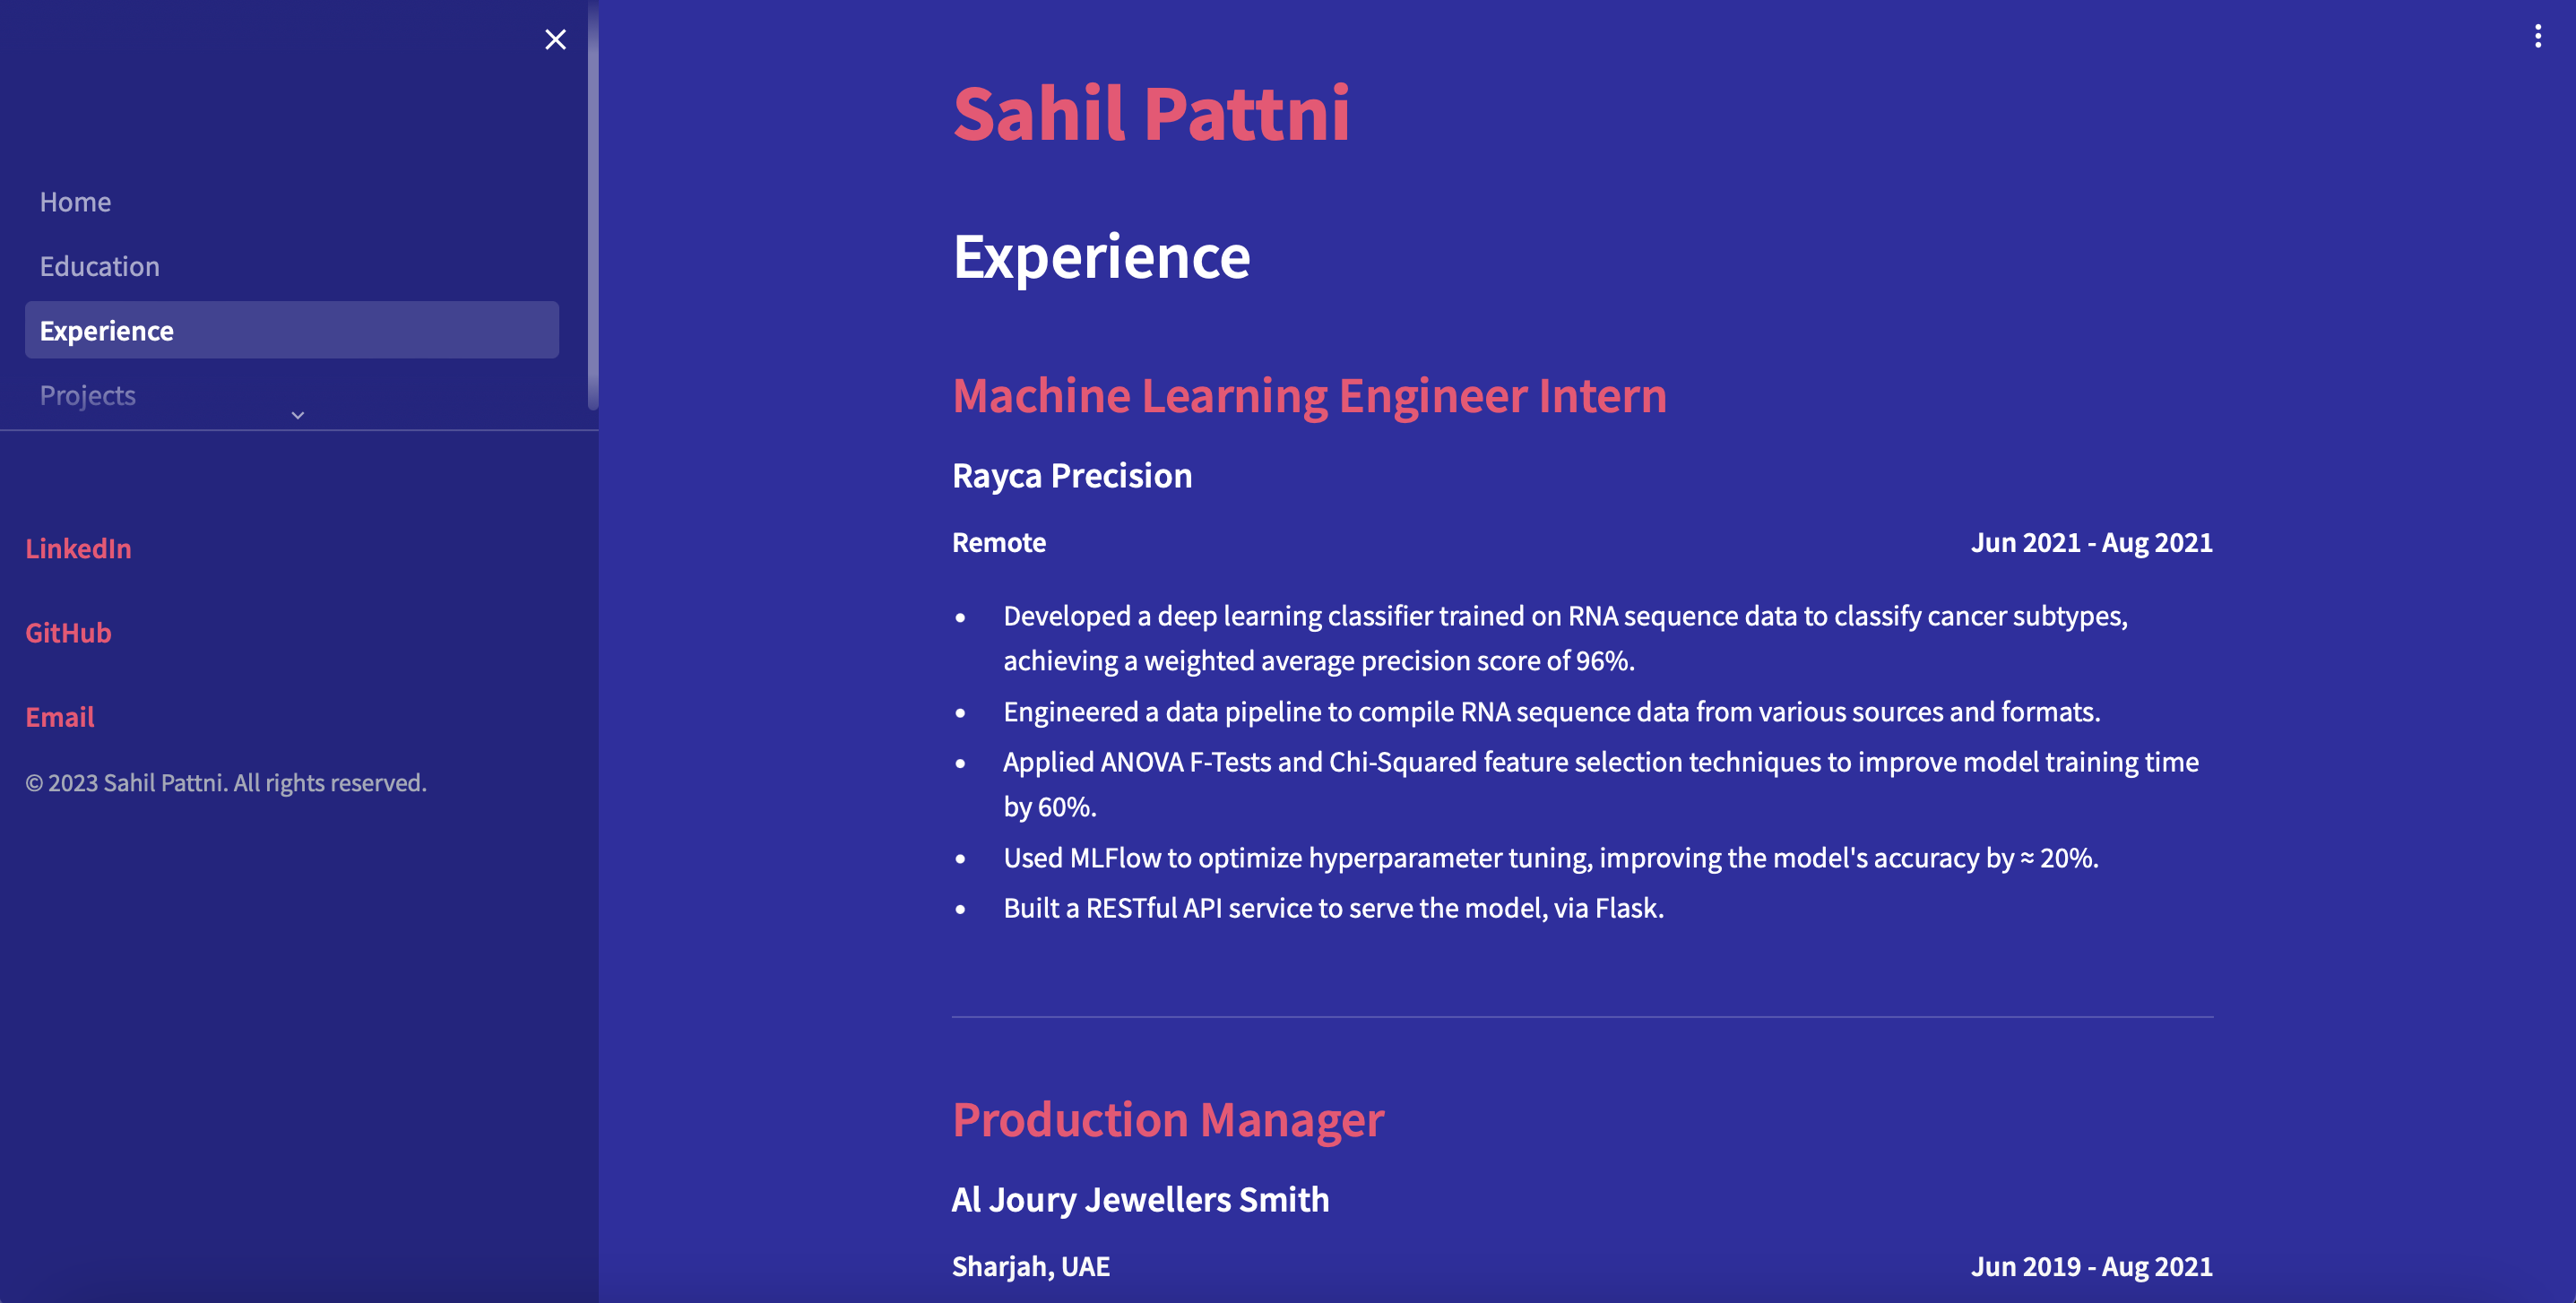 Home
Education
Experience
Projects
LinkedIn
GitHub
Email
© 2023 Sahil Pattni. All rights reserved.
Sahil Pattni
Experience
Machine Learning Engineer Intern
Rayca Precision
Remote Jun 2021 - Aug 2021
• Developed a deep learning classifier trained on RNA sequence data to classify cancer subtypes,
achieving a weighted average precision score of 96%.
• Engineered a data pipeline to compile RNA sequence data from various sources and formats.
• Applied ANOVA F-Tests and Chi-Squared feature selection techniques to improve model training time
by 60%.
• Used MLFlow to optimize hyperparameter tuning, improving the model's accuracy by ≈ 20%.
• Built a RESTful API service to serve the model, via Flask.
Production Manager
Al Joury Jewellers Smith
Sharjah, UAE Jun 2019 - Aug 2021